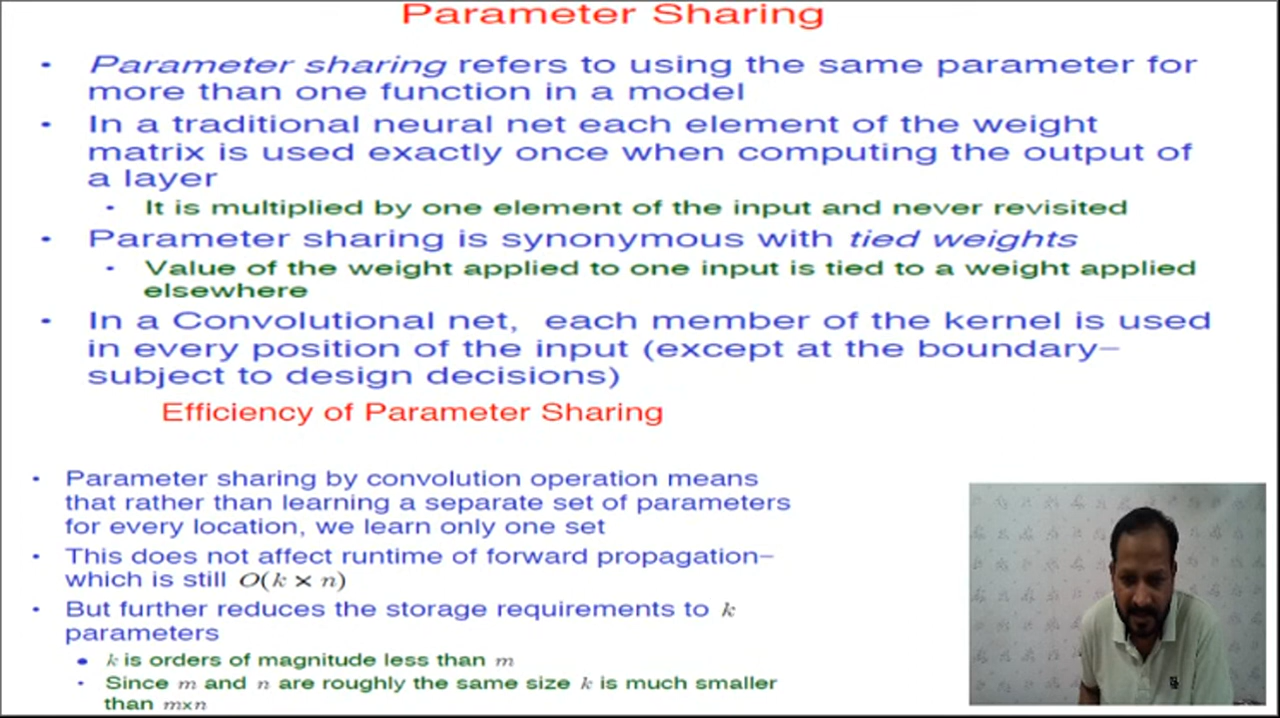 Parameter Sharing
• Parameter sharing refers to using the same parameter for
more than one function in a model
• In a traditional neural net each element of the weight
matrix is used exactly once when computing the output of
a layer
• It is multiplied by one element of the input and never revisited
• Parameter sharing is synonymous with tied weights
• Value of the weight applied to one input is tied to a weight applied
elsewhere
• In a Convolutional net, each member of the kernel is used
in every position of the input (except at the boundary–
subject to design decisions)
Efficiency of Parameter Sharing
• Parameter sharing by convolution operation means
that rather than learning a separate set of parameters
for every location, we learn only one set
• This does not affect runtime of forward propagation–
which is still O(k × n)
• But further reduces the storage requirements to k
parameters
• k is orders of magnitude less than m
• Since m and n are roughly the same size k is much smaller
than m×n